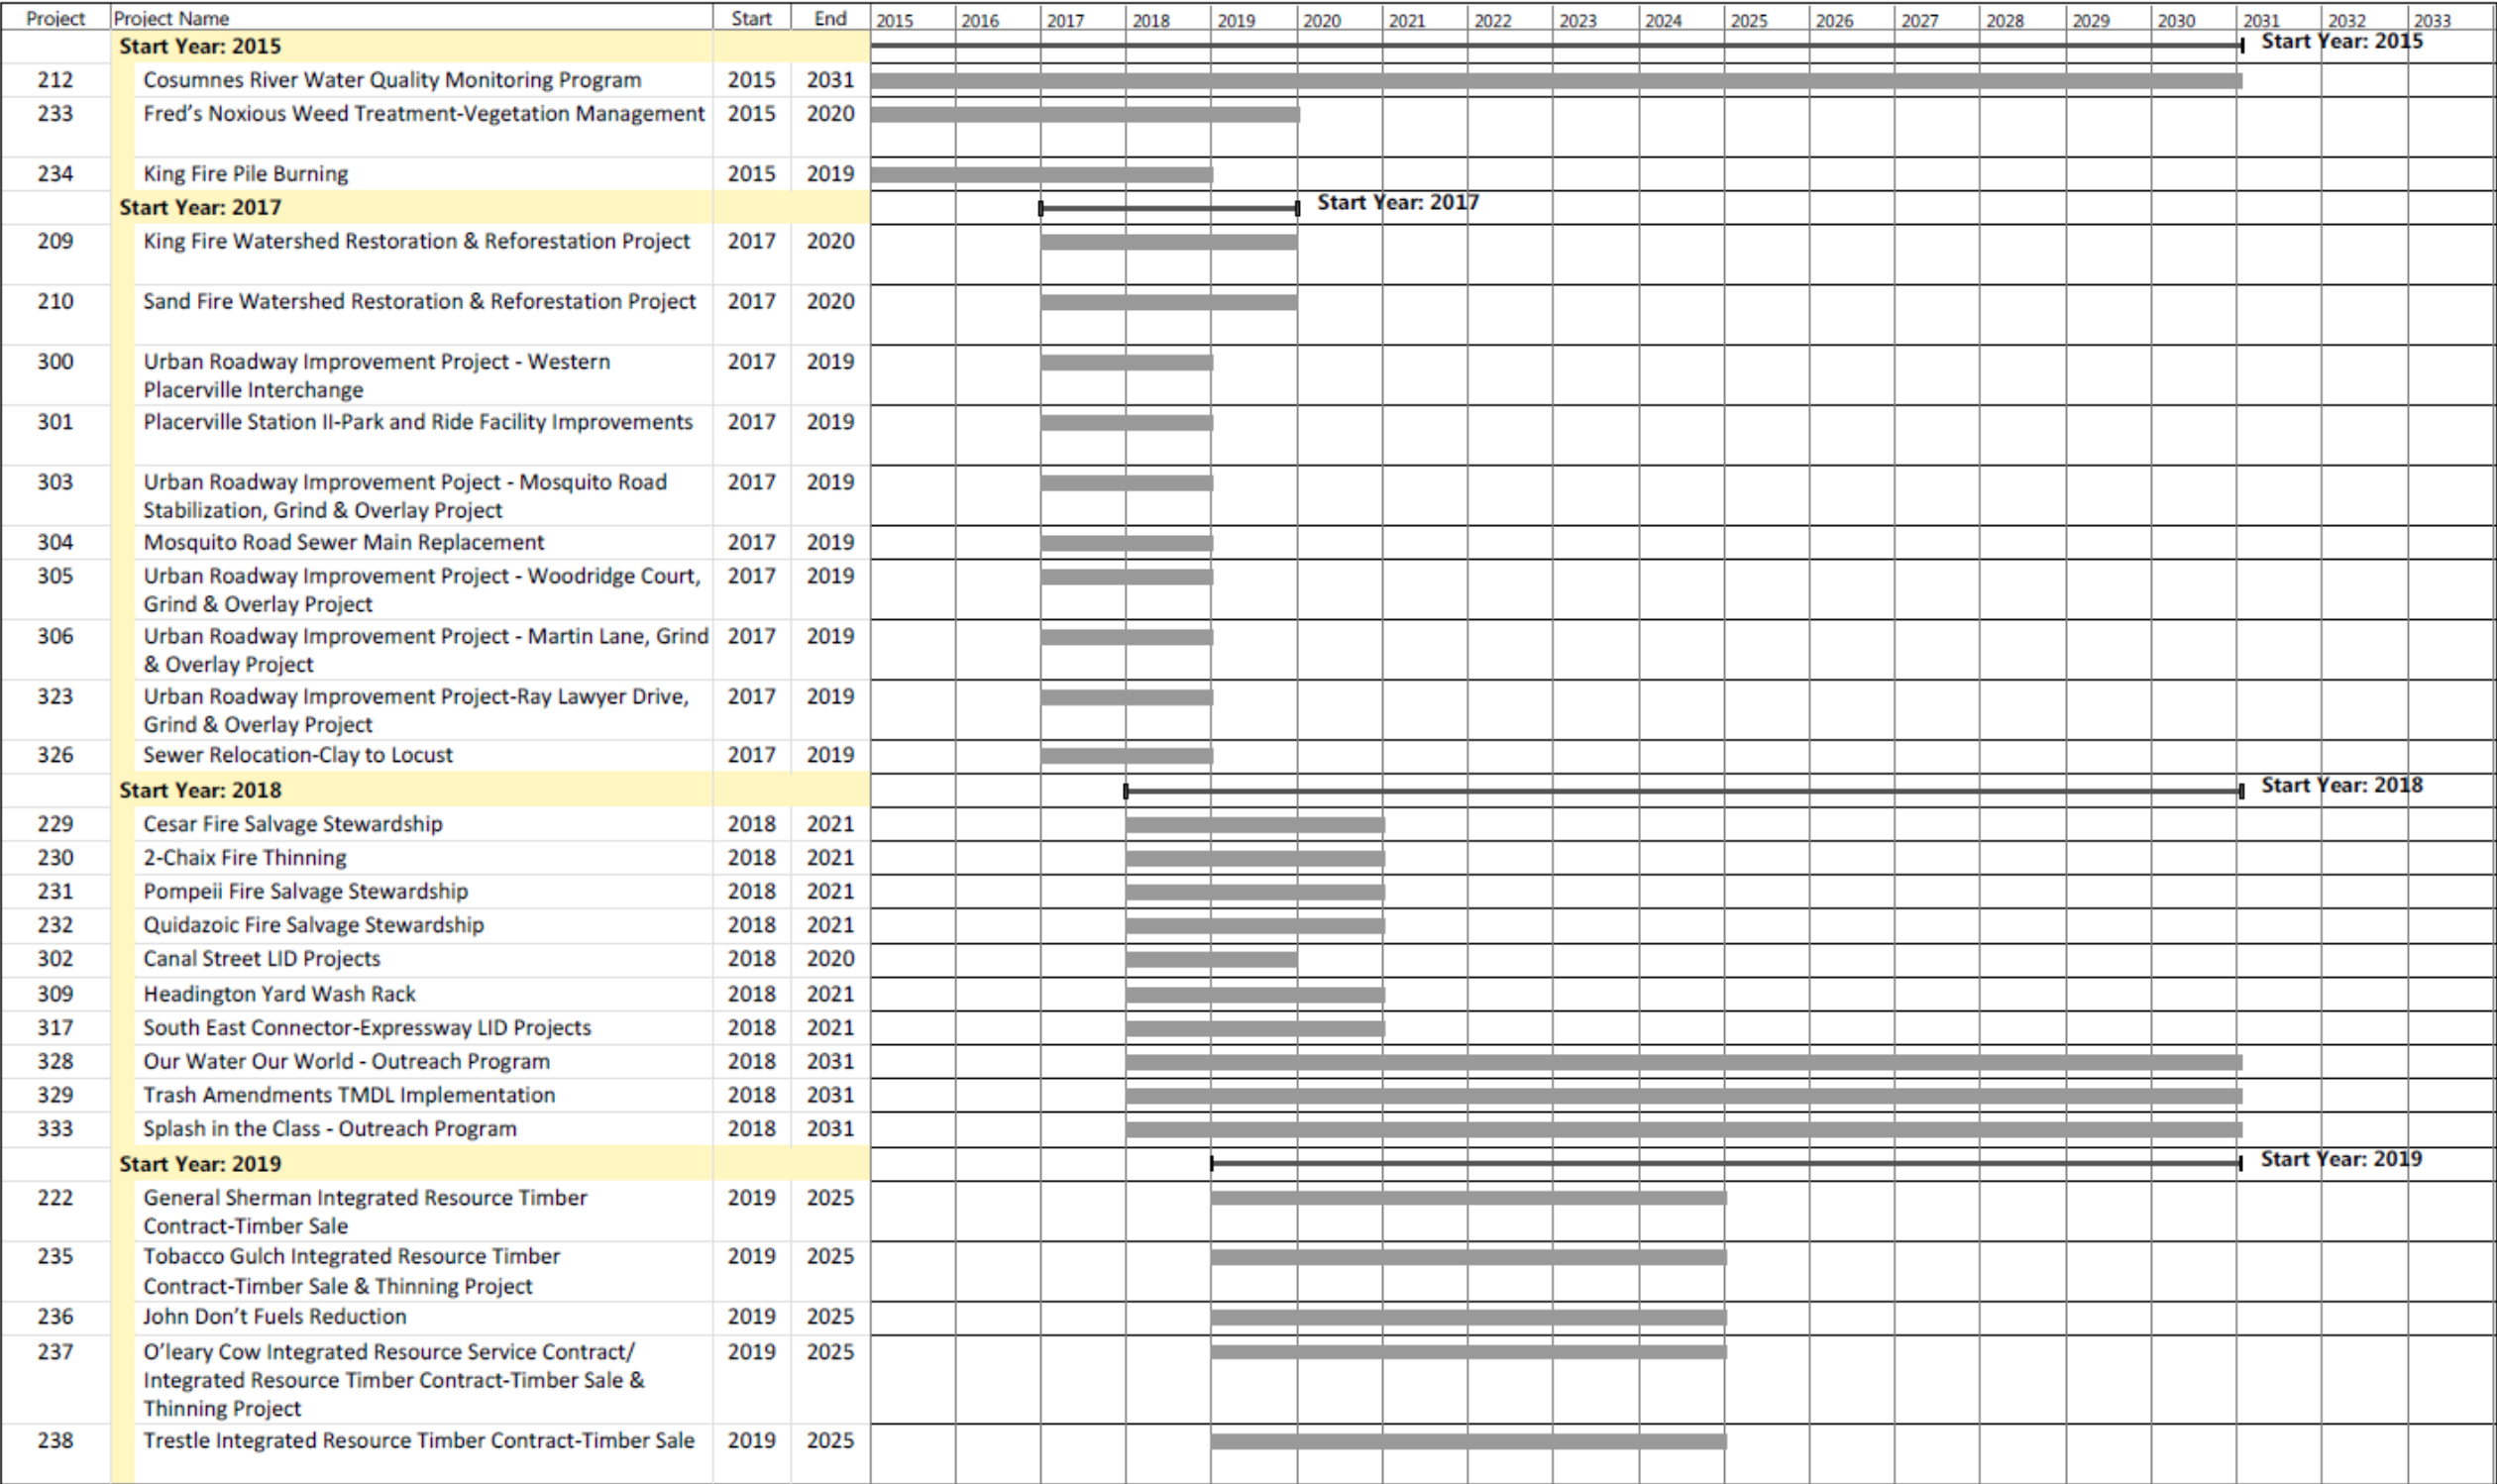 Project Project Name Start End 2015 2016 2017 2018 2019 2020 2021 2022 2023 2024 2025 2026 2027 2028 2029 2030 2031 2032 2033
Start Year: 2015 Start Year: 2015
212 Cosumnes River Water Quality Monitoring Program 2015 2031
233 Fred's Noxious Weed Treatment-Vegetation Management 2015 2020
234 King Fire Pile Burning 2015 2019
Start Year: 2017 Start Year: 2017
209 King Fire Watershed Restoration & Reforestation Project 2017 2020
210 Sand Fire Watershed Restoration & Reforestation Project 2017 2020
300 Urban Roadway Improvement Project - Western 2017 2019
Placerville Interchange
301 Placerville Station II-Park and Ride Facility Improvements 2017 2019
303 Urban Roadway Improvement Poject - Mosquito Road 2017 2019
Stabilization, Grind & Overlay Project
304 Mosquito Road Sewer Main Replacement 2017 2019
305 Urban Roadway Improvement Project - Woodridge Court, 2017 2019
Grind & Overlay Project
306 Urban Roadway Improvement Project - Martin Lane, Grind 2017 2019
& Overlay Project
323 Urban Roadway Improvement Project-Ray Lawyer Drive, 2017 2019
Grind & Overlay Project
326 Sewer Relocation-Clay to Locust 2017 2019
Start Year: 2018 Start Year: 2018
229 Cesar Fire Salvage Stewardship 2018 2021
230 2-Chaix Fire Thinning 2018 2021
231 Pompeii Fire Salvage Stewardship 2018 2021
232 Quidazoic Fire Salvage Stewardship 2018 2021
302 Canal Street LID Projects 2018 2020
309 Headington Yard Wash Rack 2018 2021
317 South East Connector-Expressway LID Projects 2018 2021
328 Our Water Our World - Outreach Program 2018 2031
329 Trash Amendments TMDL Implementation 2018 2031
333 Splash in the Class - Outreach Program 2018 2031
Start Year: 2019 Start Year: 2019
222 General Sherman Integrated Resource Timber 2019 2025
Contract-Timber Sale
235 Tobacco Gulch Integrated Resource Timber 2019 2025
Contract-Timber Sale & Thinning Project
236 John Don't Fuels Reduction 2019 2025
237 O'leary Cow Integrated Resource Service Contract/ 2019 2025
Integrated Resource Timber Contract-Timber Sale &
Thinning Project
238 Trestle Integrated Resource Timber Contract-Timber Sale 2019 2025